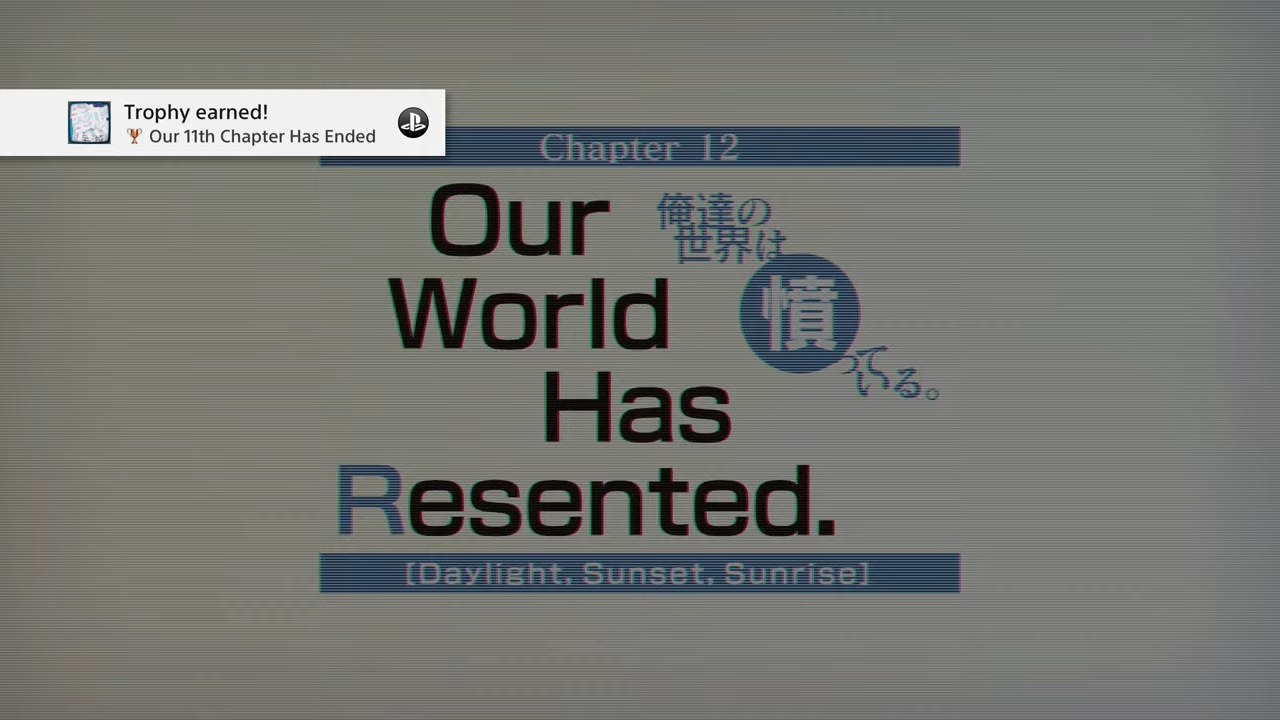 Trophy earned!
Our 11th Chapter Has Ended
Chapter 12
Our
World
Has
Resented.
俺達の
世界は
憤
って
いる。
[Daylight, Sunset, Sunrise]